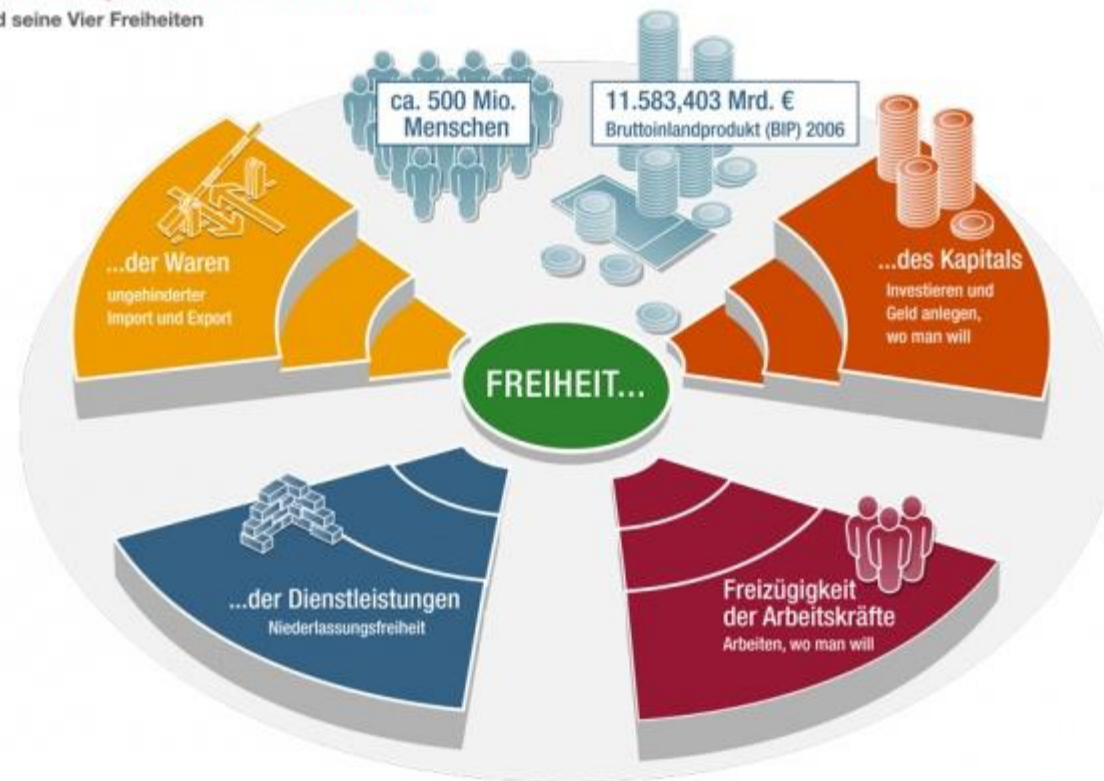 seine Vier Freiheiten
ca. 500 Mio.
Menschen
11.583,403 Mrd. €
Bruttoinlandprodukt (BIP) 2006
...der Waren
ungehinderter
Import und Export
...des Kapitals
Investieren und
Geld anlegen,
wo man will
FREIHEIT...
...der Dienstleistungen
Niederlassungsfreiheit
Freizügigkeit
der Arbeitskräfte
Arbeiten, wo man will